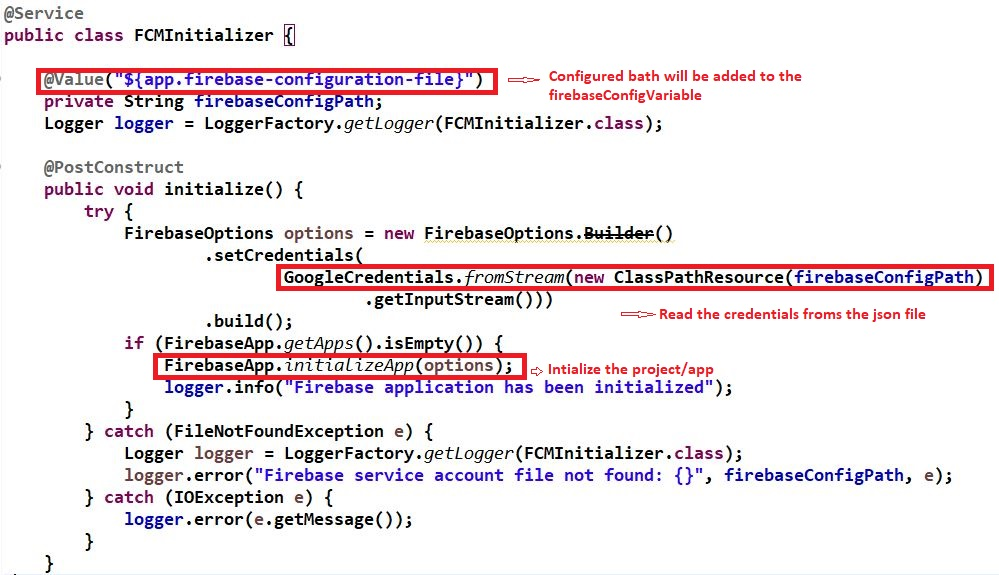 @Service
public class FCMInitializer {
@Value("${app.firebase-configuration-file}")
Configured bath will be added to the
firebaseConfigVariable
private String firebaseConfigPath;
Logger logger = LoggerFactory.getLogger(FCMInitializer.class);
@PostConstruct
public void initialize() {
try {
FirebaseOptions options = new FirebaseOptions.Builder()
.setCredentials(
GoogleCredentials.fromStream(new ClassPathResource(firebaseConfigPath)
.getInputStream()))
Read the credentials froms the json file
.build();
if (FirebaseApp.getApps().isEmpty()) {
FirebaseApp.initializeApp(options);
Intialize the project/app
logger.info("Firebase application has been initialized");
}
} catch (FileNotFoundException e) {
Logger logger = LoggerFactory.getLogger(FCMInitializer.class);
logger.error("Firebase service account file not found: {}", firebaseConfigPath, e);
} catch (IOException e) {
logger.error(e.getMessage());
}
}